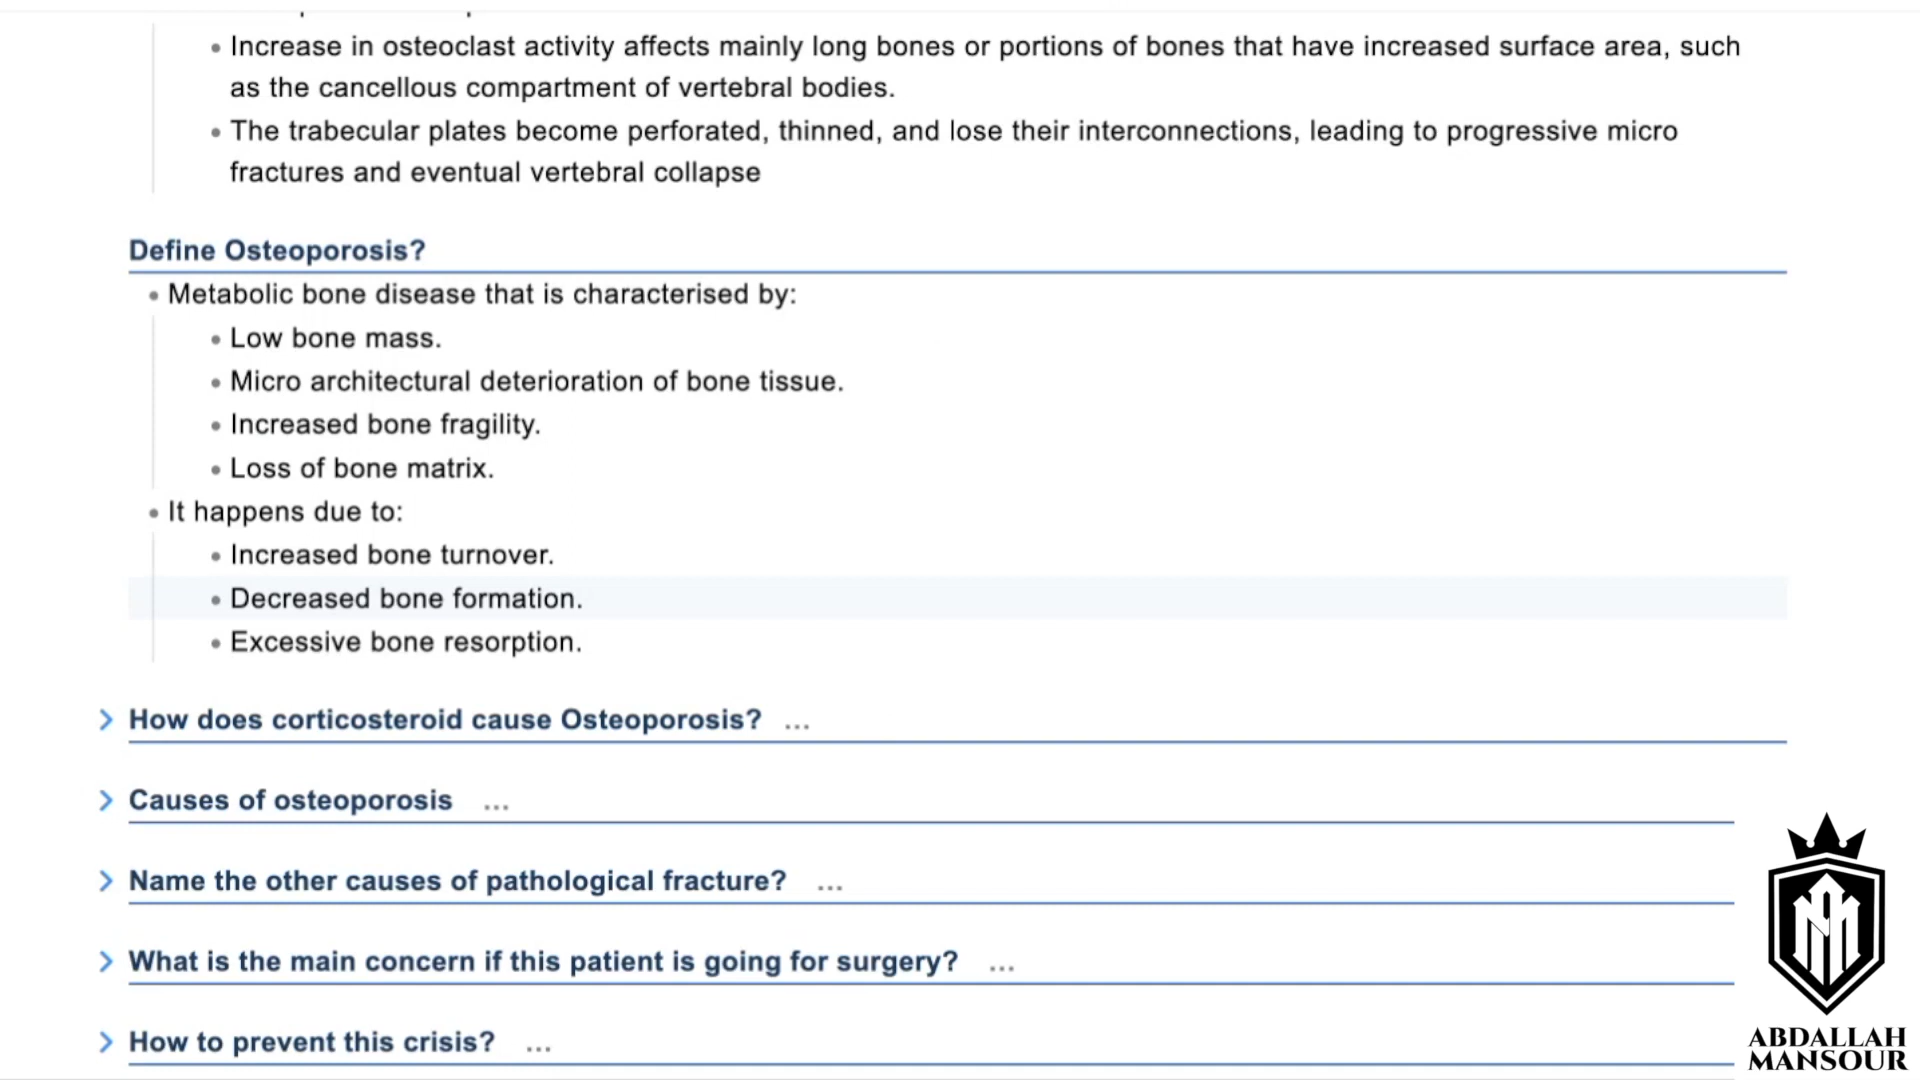 • Increase in osteoclast activity affects mainly long bones or portions of bones that have increased surface area, such
as the cancellous compartment of vertebral bodies.
• The trabecular plates become perforated, thinned, and lose their interconnections, leading to progressive micro
fractures and eventual vertebral collapse
Define Osteoporosis?
• Metabolic bone disease that is characterised by:
• Low bone mass.
• Micro architectural deterioration of bone tissue.
• Increased bone fragility.
• Loss of bone matrix.
• It happens due to:
• Increased bone turnover.
• Decreased bone formation.
• Excessive bone resorption.
How does corticosteroid cause Osteoporosis? ...
Causes of osteoporosis ...
Name the other causes of pathological fracture? ...
What is the main concern if this patient is going for surgery? ...
How to prevent this crisis? ...
ABDALLAH
MANSOUR